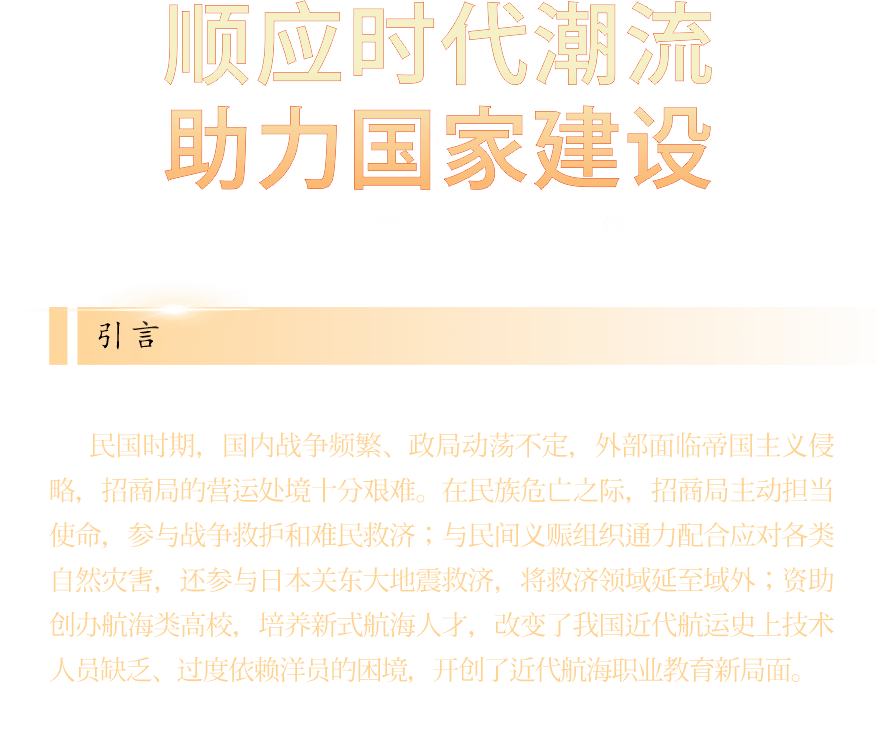 顺应时代潮流
助力国家建设
引言
民国时期，国内战争频繁、政局动荡不定，外部面临帝国主义侵
略，招商局的营运处境十分艰难。在民族危亡之际，招商局主动担当
使命，参与战争救护和难民救济；与民间义赈组织通力配合应对各类
自然灾害，还参与日本关东大地震救济，将救济领域延至域外；资助
创办航海类高校，培养新式航海人才，改变了我国近代航运史上技术
人员缺乏、过度依赖洋员的困境，开创了近代航海职业教育新局面。